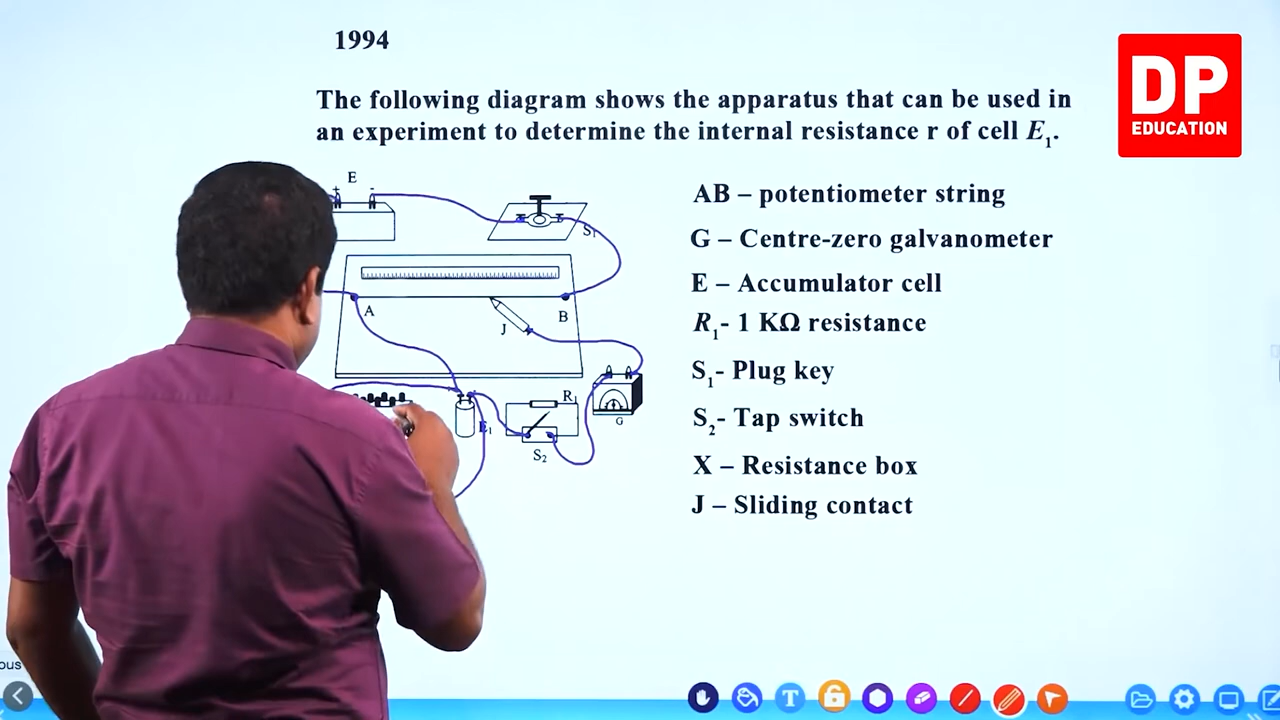 1994
DP
EDUCATION
The following diagram shows the apparatus that can be used in
an experiment to determine the internal resistance r of cell E₁.
E
+ -
S₁
A
B
J
R₁
E₁
G
S₂
AB – potentiometer string
G – Centre-zero galvanometer
E – Accumulator cell
R₁- 1 KΩ resistance
S₁- Plug key
S₂- Tap switch
X – Resistance box
J – Sliding contact
ous
T